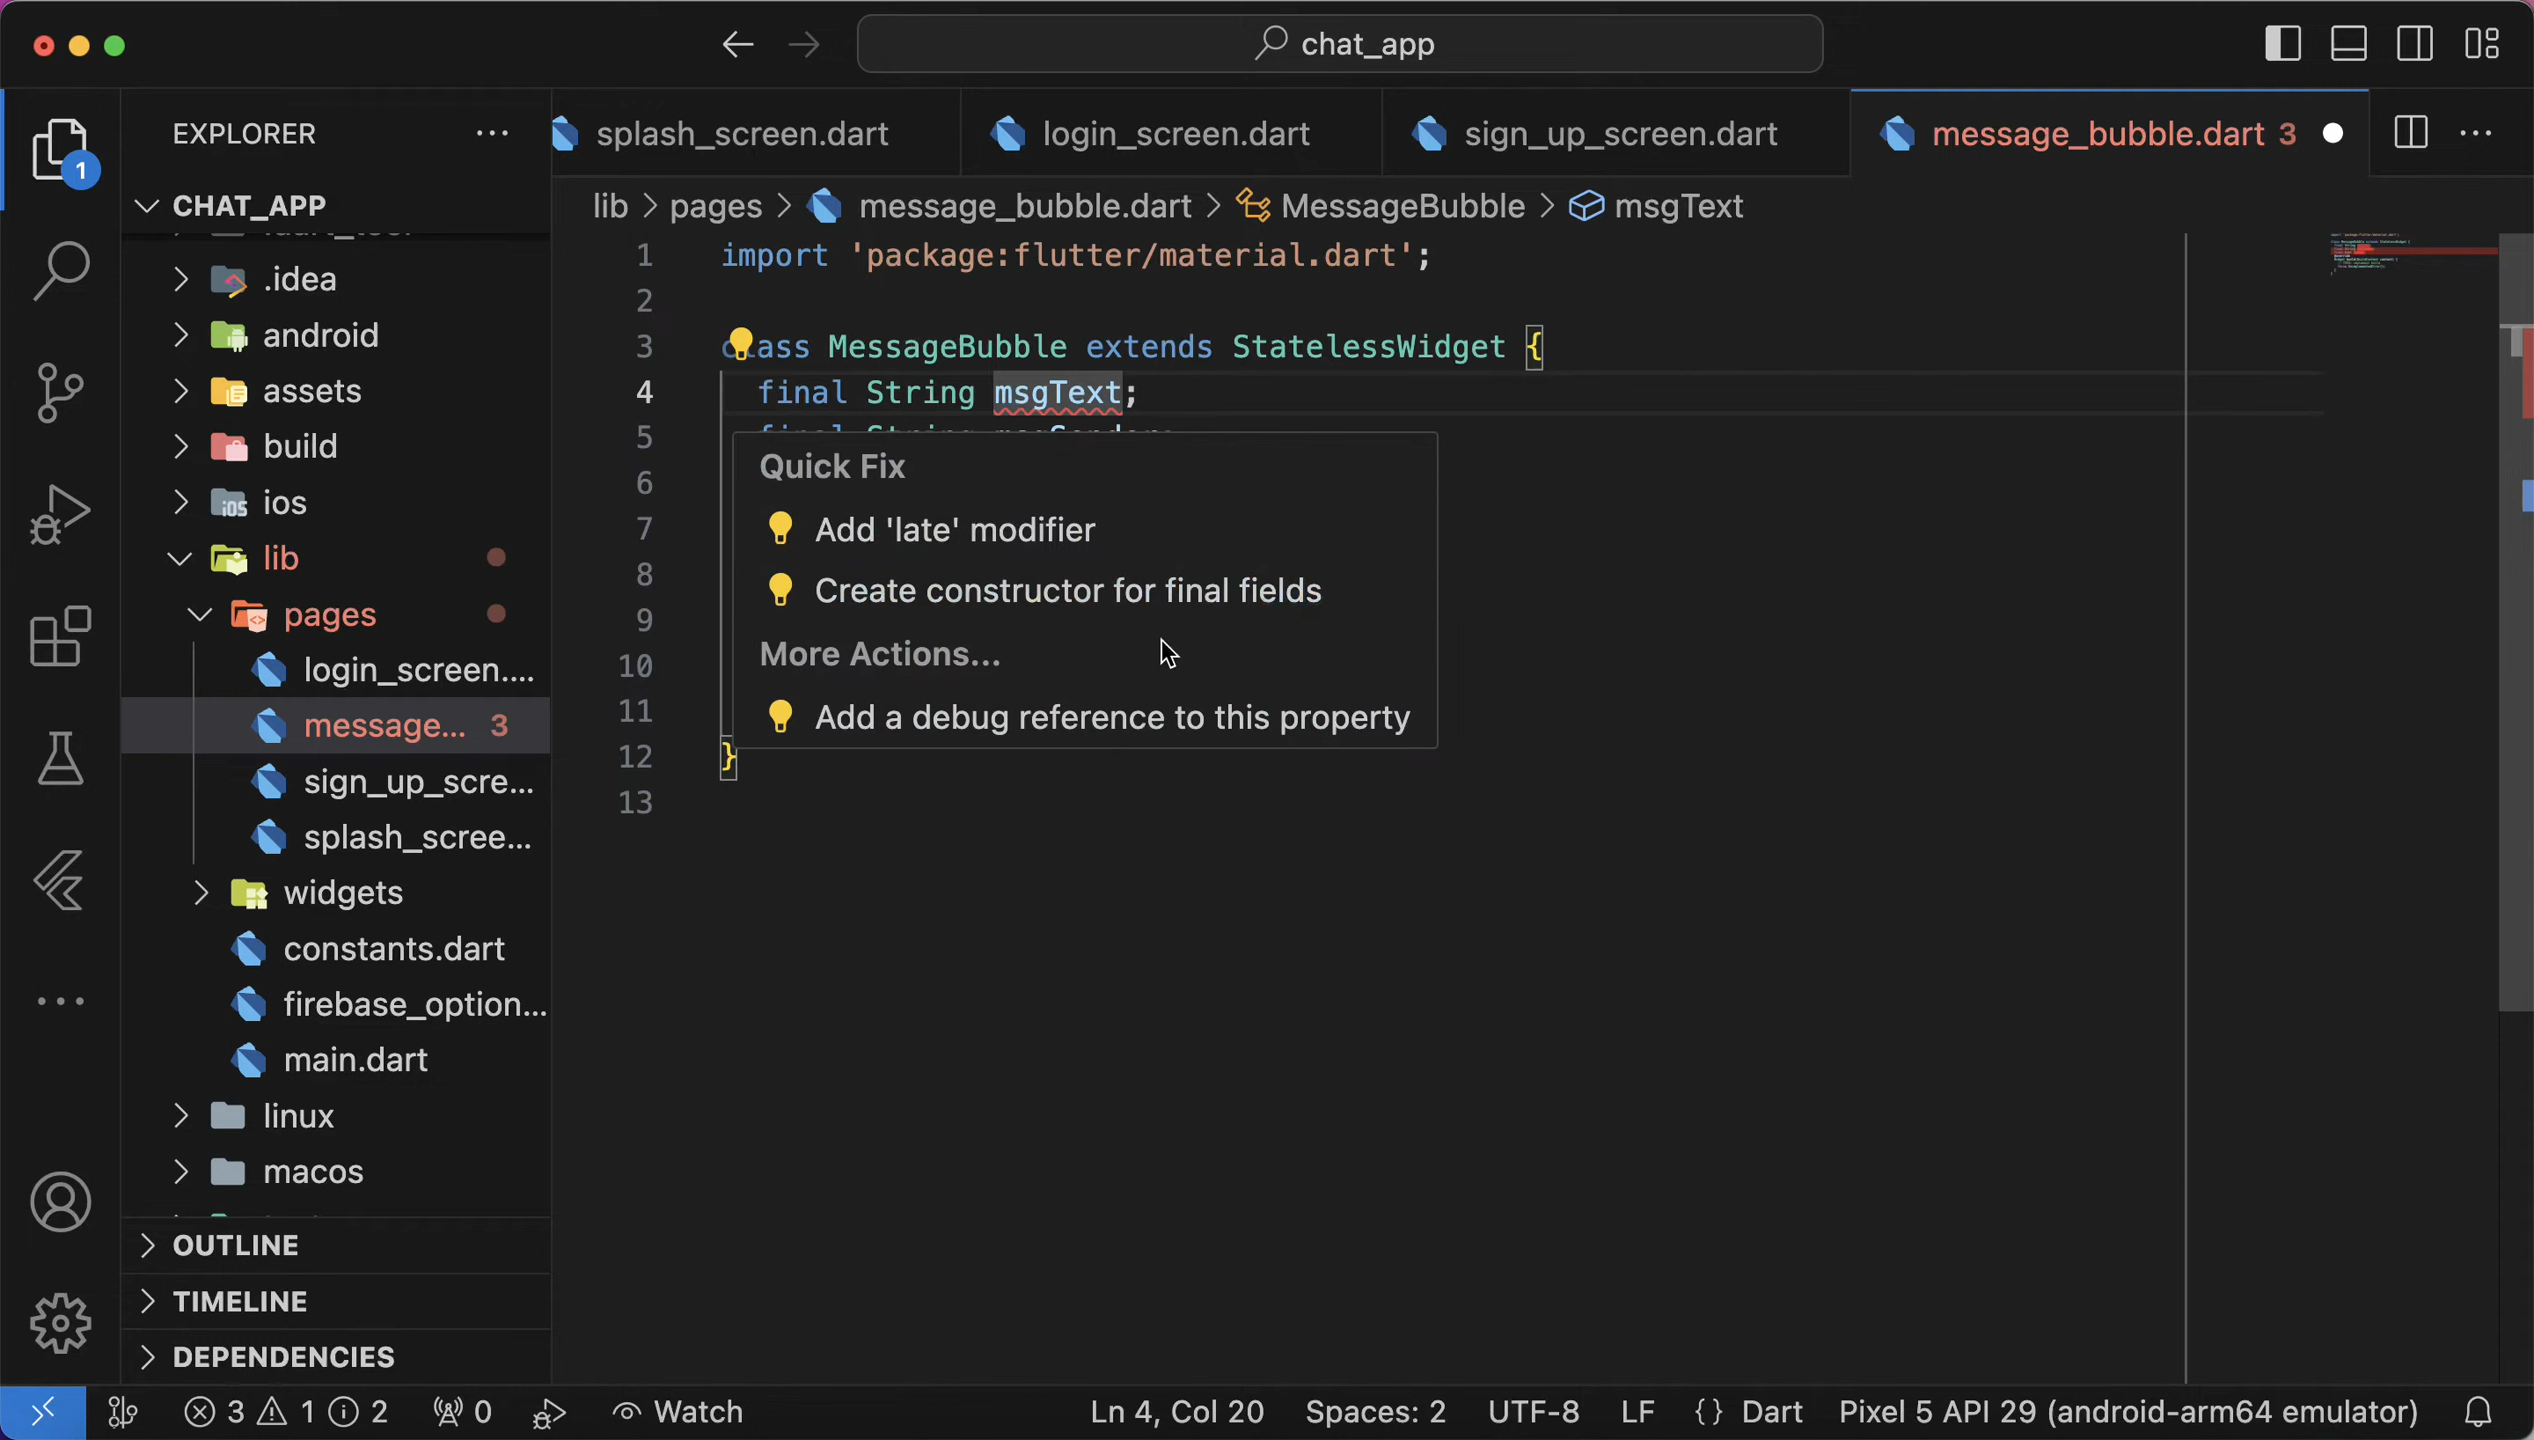 chat_app
EXPLORER
splash_screen.dart
login_screen.dart
sign_up_screen.dart
message_bubble.dart 3
1
CHAT_APP
.idea
android
assets
build
ios
lib
pages
login_screen....
message... 3
sign_up_scre...
splash_scree...
widgets
constants.dart
firebase_option...
main.dart
linux
macos
OUTLINE
TIMELINE
DEPENDENCIES
lib > pages > message_bubble.dart > MessageBubble > msgText
1 import 'package:flutter/material.dart';
2
3 class MessageBubble extends StatelessWidget {
4 final String msgText;
5 final String
6
7
8
9
10
11
12 }
13
Quick Fix
Add 'late' modifier
Create constructor for final fields
More Actions...
Add a debug reference to this property
3 1 2 0 Watch Ln 4, Col 20 Spaces: 2 UTF-8 LF {} Dart Pixel 5 API 29 (android-arm64 emulator)